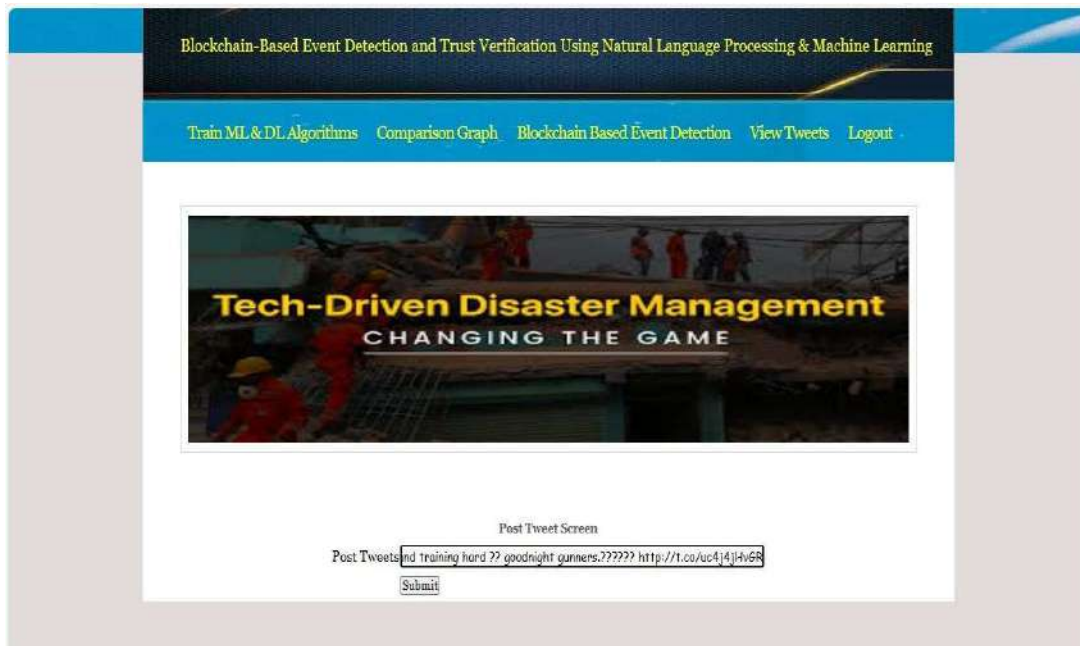 Blockchain-Based Event Detection and Trust Verification Using Natural Language Processing & Machine Learning
Train ML & DL Algorithms Comparison Graph Blockchain Based Event Detection View Tweets Logout
Tech-Driven Disaster Management
CHANGING THE GAME
Post Tweet Screen
Post Tweets nd training hard ?? goodnight gunners.?????? http://t.co/uc4j4jHvGR
Submit